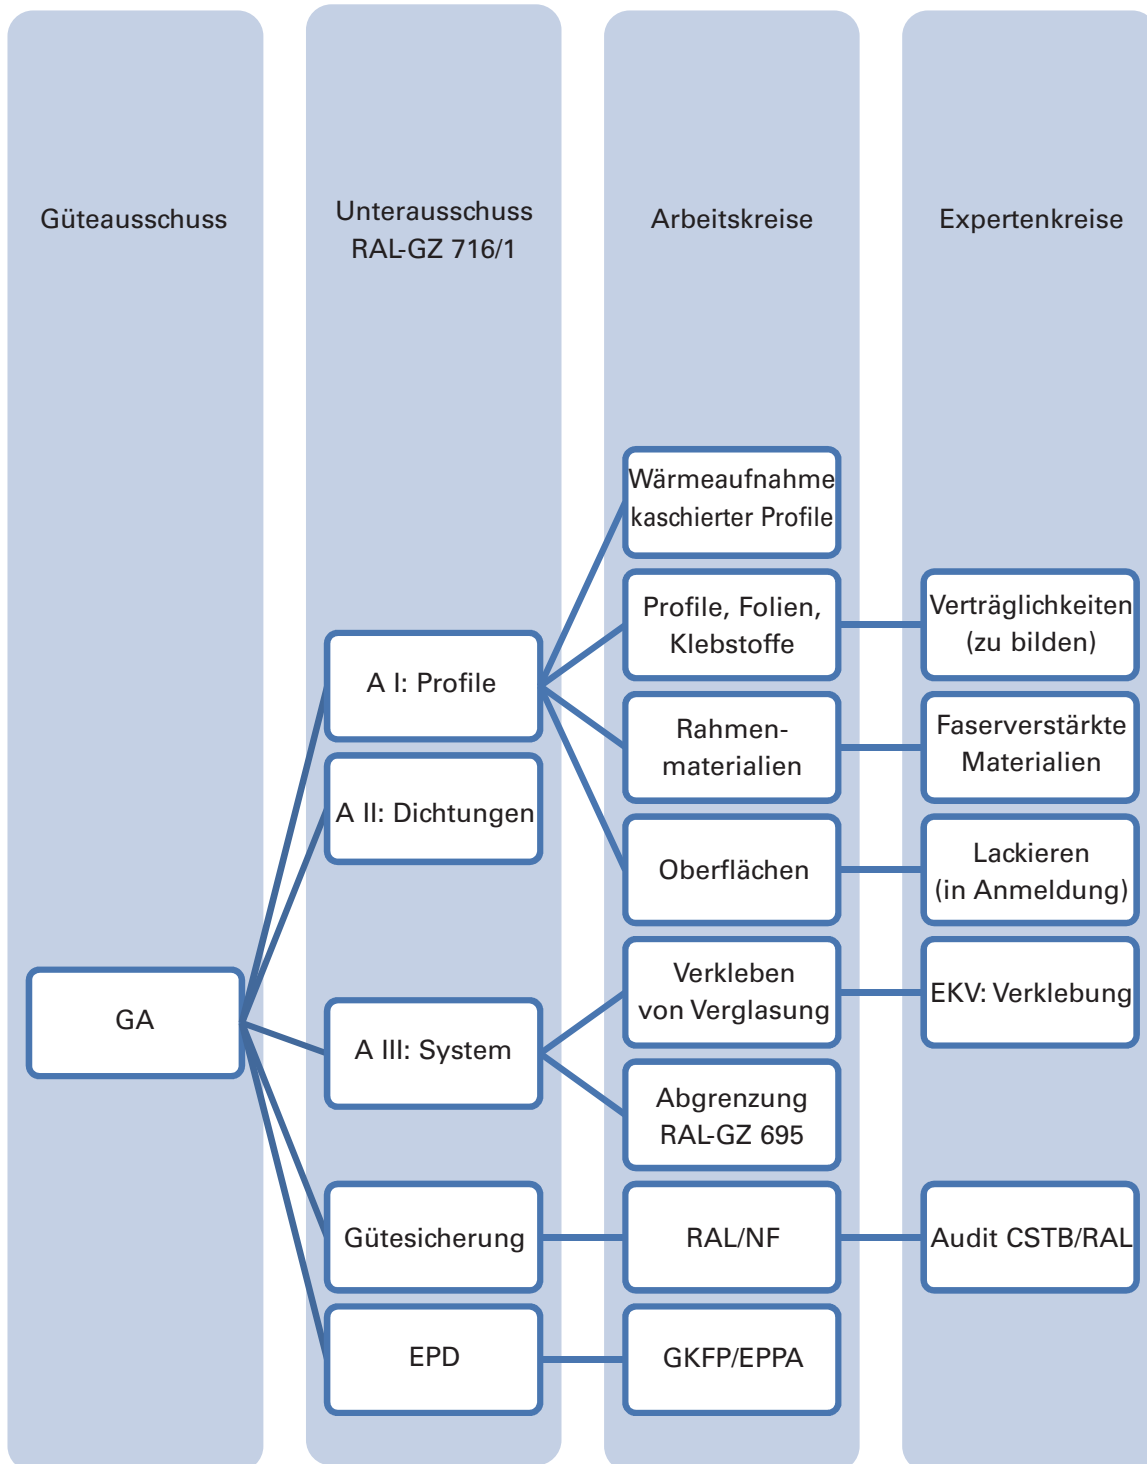 Güteausschuss
Unterausschuss
RAL-GZ 716/1
Arbeitskreise
Expertenkreise
GA
A I: Profile
A II: Dichtungen
A III: System
Gütesicherung
EPD
Wärmeaufnahme
kaschierter Profile
Profile, Folien,
Klebstoffe
Rahmen-
materialien
Oberflächen
Verkleben
von Verglasung
Abgrenzung
RAL-GZ 695
RAL/NF
GKFP/EPPA
Verträglichkeiten
(zu bilden)
Faserverstärkte
Materialien
Lackieren
(in Anmeldung)
EKV: Verklebung
Audit CSTB/RAL